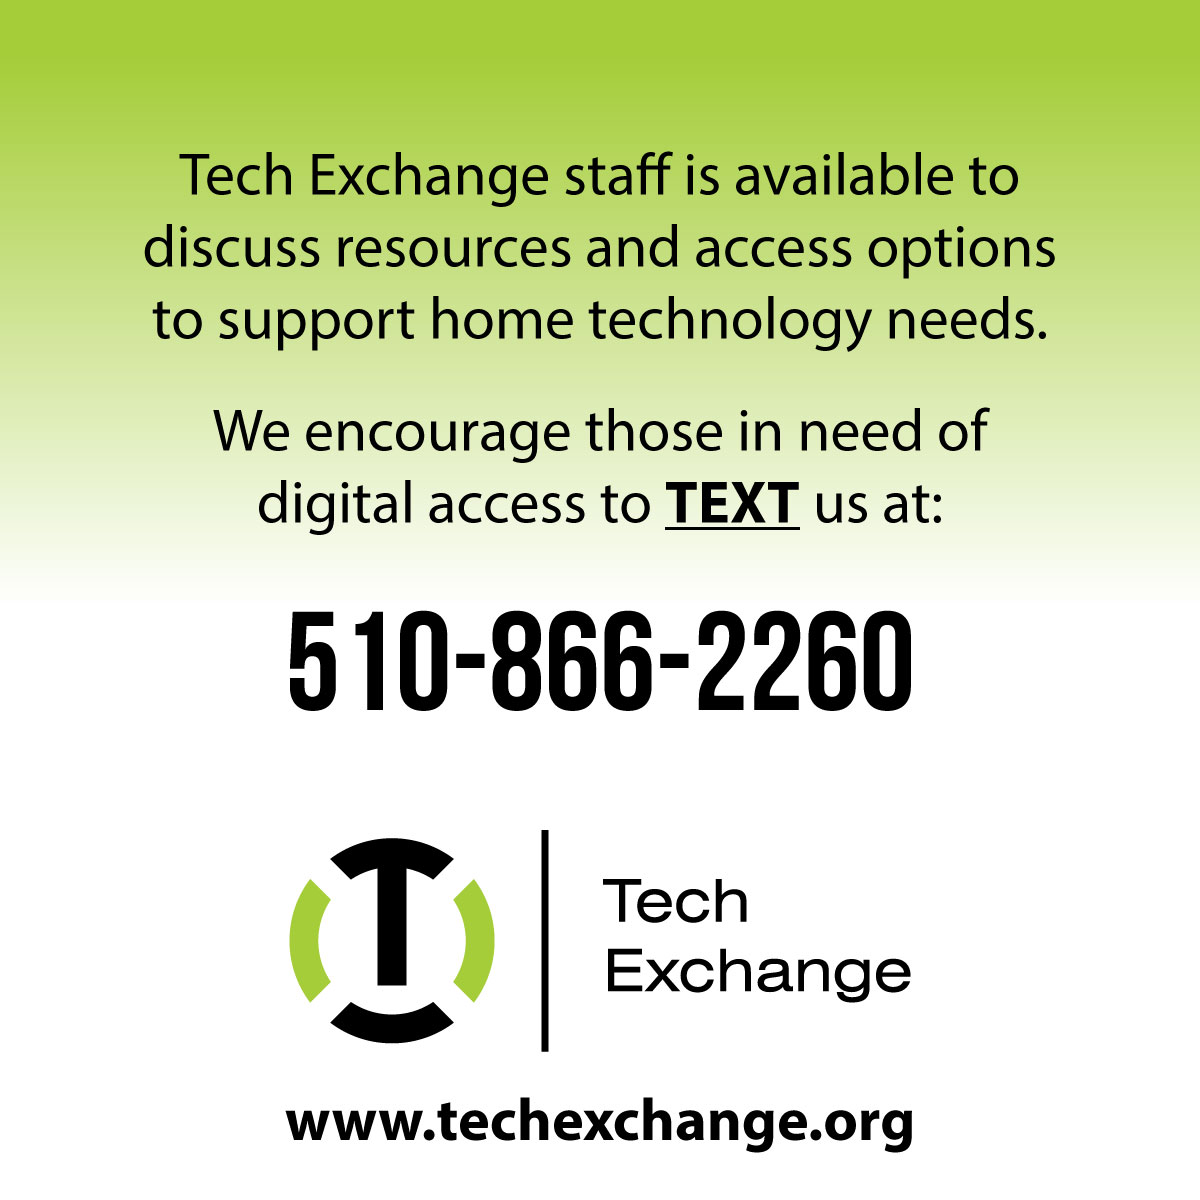 Tech Exchange staff is available to
discuss resources and access options
to support home technology needs.
We encourage those in need of
digital access to TEXT us at:
510-866-2260
T
Tech
Exchange
www.techexchange.org